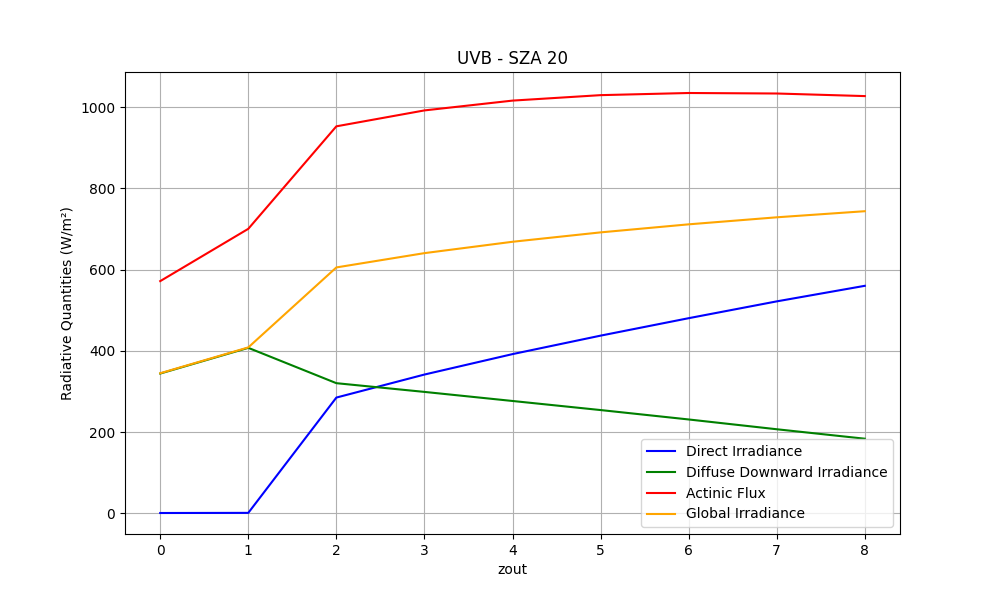 UVB - SZA 20
Radiative Quantities (W/m²)
1000
800
600
400
200
0
0 1 2 3 4 5 6 7 8
zout
Direct Irradiance
Diffuse Downward Irradiance
Actinic Flux
Global Irradiance